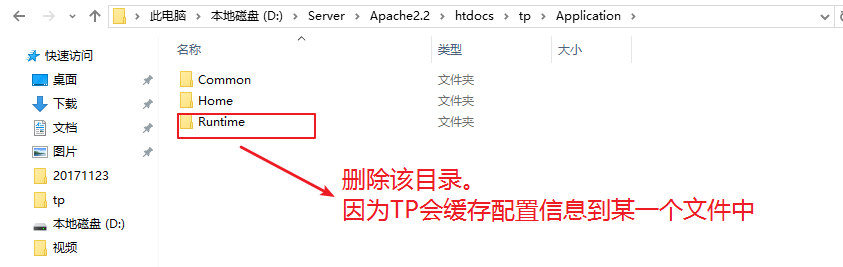 此电脑 › 本地磁盘 (D:) › Server › Apache2.2 › htdocs › tp › Application ›
名称 类型 大小
快速访问
桌面
下载
文档
图片
20171123
tp
本地磁盘 (D:)
视频
Common 文件夹
Home 文件夹
Runtime 文件夹
删除该目录。
因为TP会缓存配置信息到某一个文件中